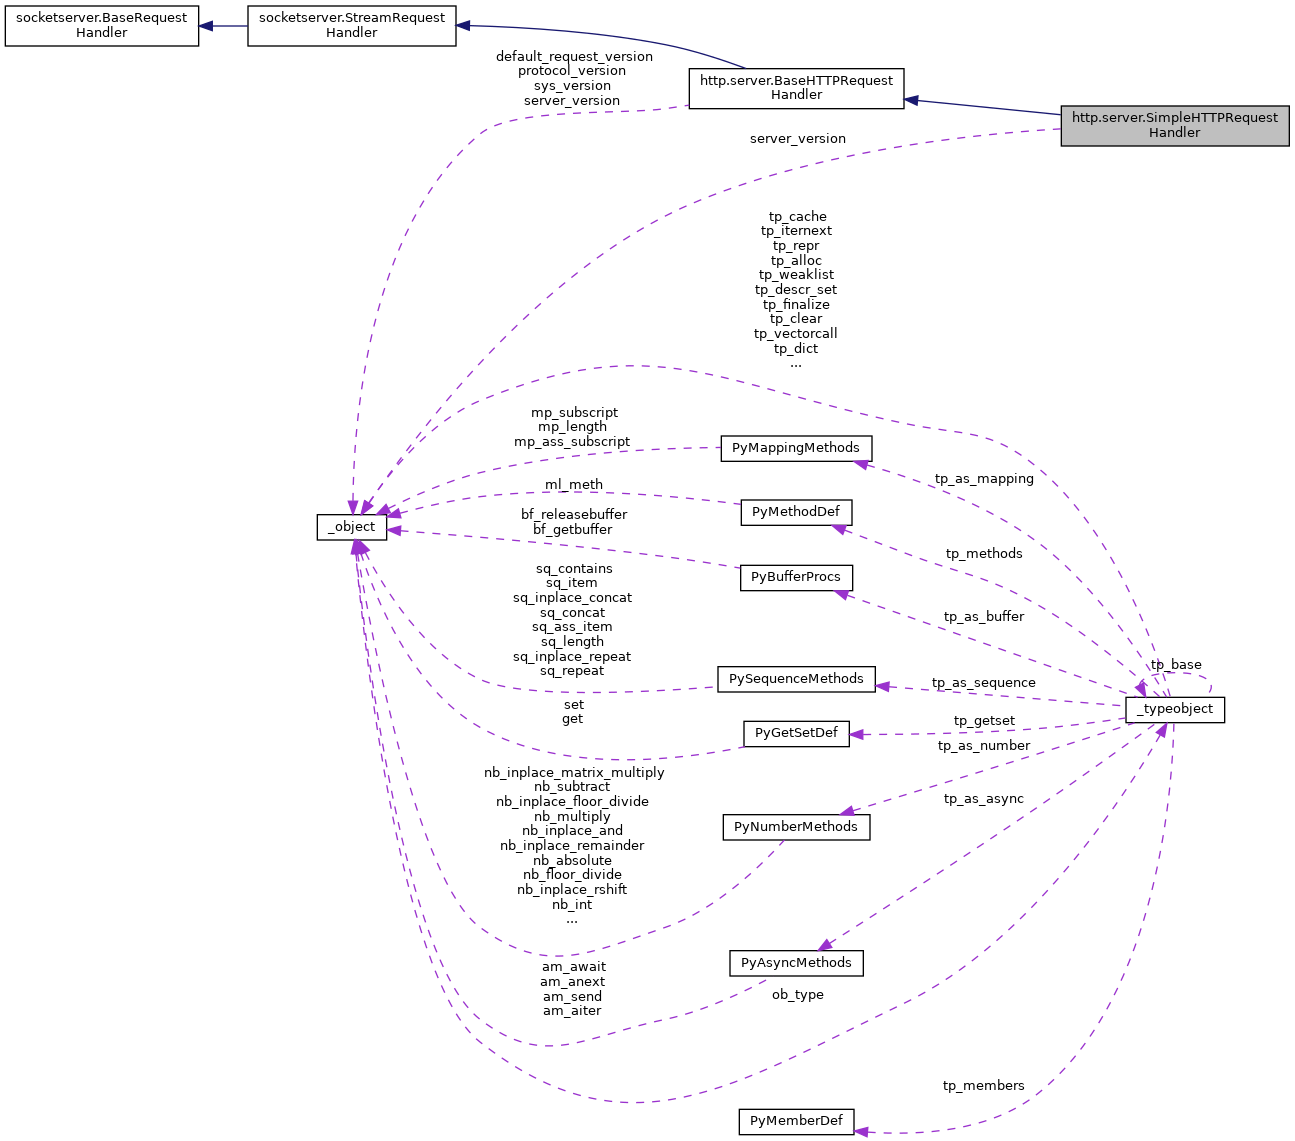 socketserver.BaseRequest
Handler
socketserver.StreamRequest
Handler
default_request_version
protocol_version
sys_version
server_version
http.server.BaseHTTPRequest
Handler
http.server.SimpleHTTPRequest
Handler
server_version
tp_cache
tp_iternext
tp_repr
tp_alloc
tp_weaklist
tp_descr_set
tp_finalize
tp_clear
tp_vectorcall
tp_dict
...
mp_subscript
mp_length
mp_ass_subscript
PyMappingMethods
tp_as_mapping
ml_meth
PyMethodDef
_object
bf_releasebuffer
bf_getbuffer
tp_methods
PyBufferProcs
sq_contains
sq_item
sq_inplace_concat
sq_concat
sq_ass_item
sq_length
sq_inplace_repeat
sq_repeat
tp_as_buffer
tp_base
PySequenceMethods
tp_as_sequence
_typeobject
set
get
tp_getset
PyGetSetDef
tp_as_number
nb_inplace_matrix_multiply
nb_subtract
nb_inplace_floor_divide
nb_multiply
nb_inplace_and
nb_inplace_remainder
nb_absolute
nb_floor_divide
nb_inplace_rshift
nb_int
...
tp_as_async
PyNumberMethods
PyAsyncMethods
am_await
am_anext
am_send
am_aiter
ob_type
tp_members
PyMemberDef